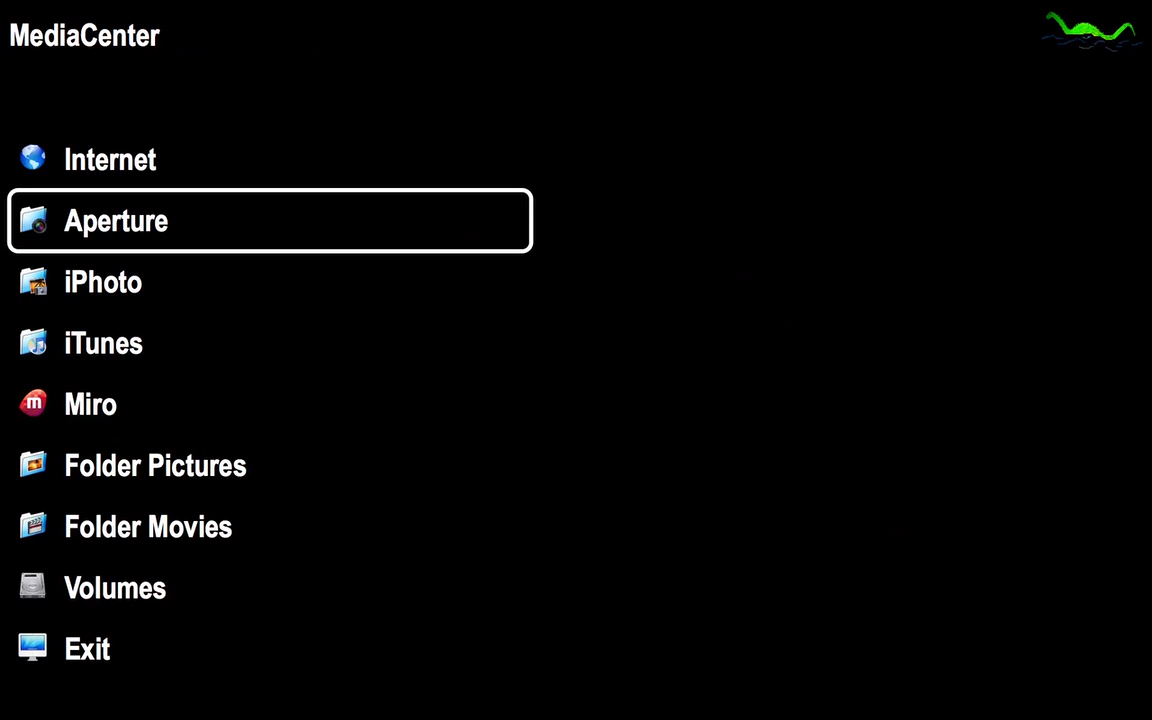 MediaCenter
Internet
Aperture
iPhoto
iTunes
Miro
Folder Pictures
Folder Movies
Volumes
Exit